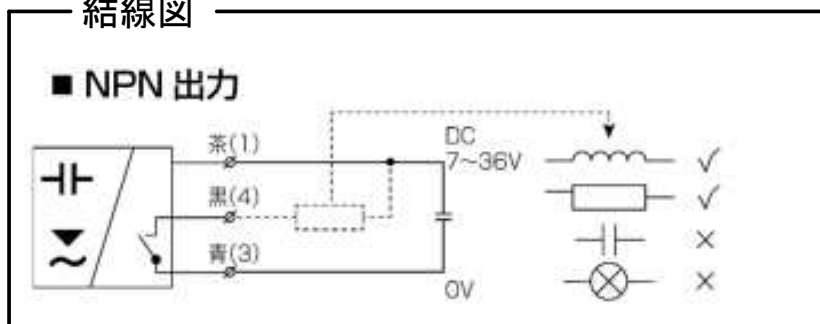 結線図
■ NPN 出力
茶(1)
DC
7~36V
黒(4)
青(3)
0V